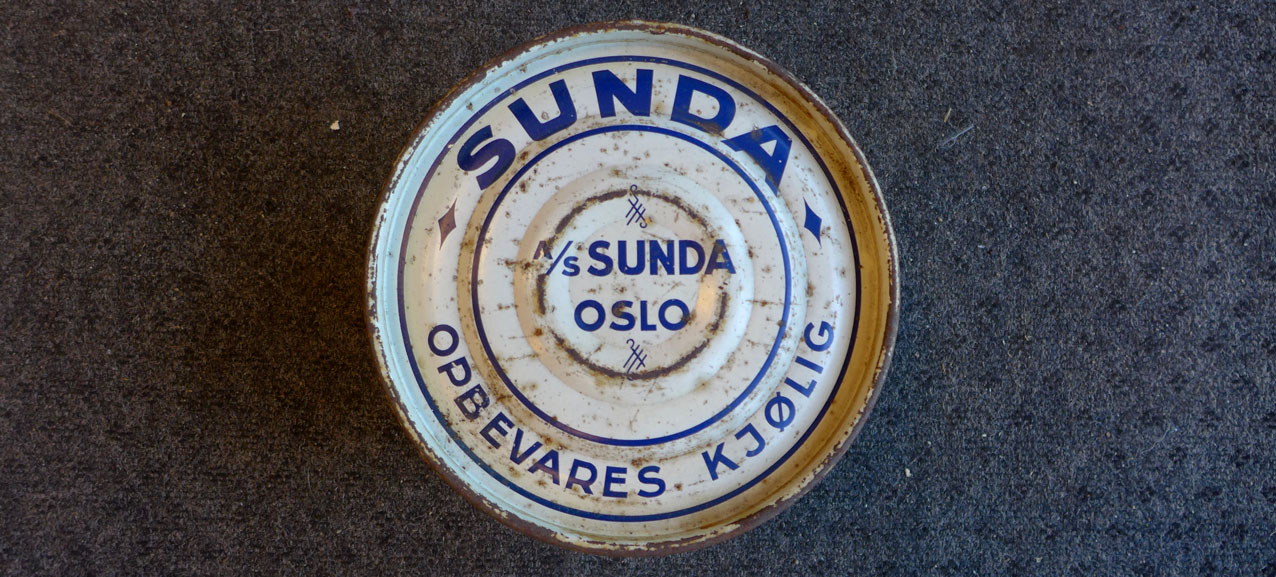 SUNDA
A/S SUNDA
OSLO
OPBEVARES KJØLIG